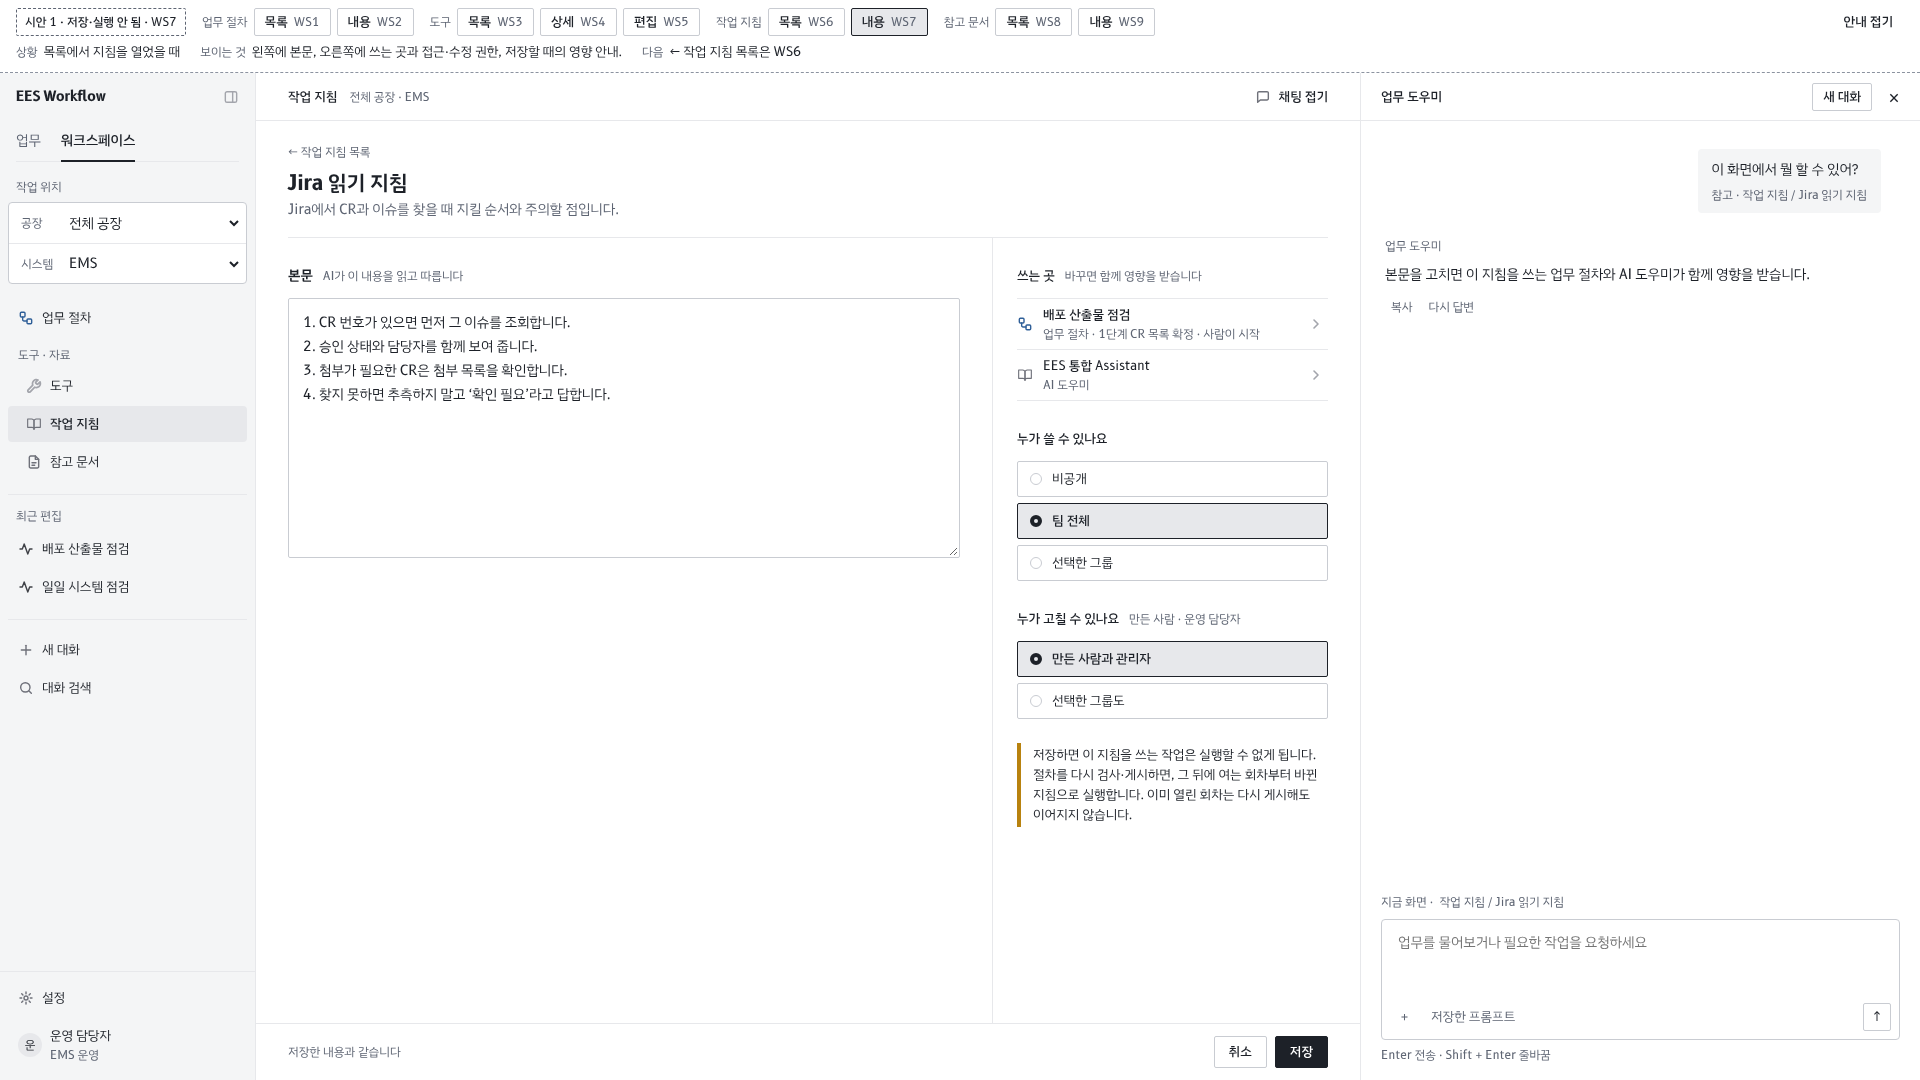 시안 1 · 저장·실행 안 됨 · WS7
업무 절차 목록 WS1 내용 WS2 도구 목록 WS3 상세 WS4 편집 WS5 작업 지침 목록 WS6 내용 WS7 참고 문서 목록 WS8 내용 WS9
안내 접기
상황 목록에서 지침을 열었을 때 보이는 것 왼쪽에 본문, 오른쪽에 쓰는 곳과 접근·수정 권한, 저장할 때의 영향 안내. 다음 ← 작업 지침 목록은 WS6
EES Workflow
업무 워크스페이스
작업 위치
공장 전체 공장
시스템 EMS
업무 절차
도구 · 자료
도구
작업 지침
참고 문서
최근 편집
배포 산출물 점검
일일 시스템 점검
새 대화
대화 검색
설정
운 운영 담당자
EMS 운영
작업 지침 전체 공장 · EMS
채팅 접기
← 작업 지침 목록
Jira 읽기 지침
Jira에서 CR과 이슈를 찾을 때 지킬 순서와 주의할 점입니다.
본문 AI가 이 내용을 읽고 따릅니다
1. CR 번호가 있으면 먼저 그 이슈를 조회합니다.
2. 승인 상태와 담당자를 함께 보여 줍니다.
3. 첨부가 필요한 CR은 첨부 목록을 확인합니다.
4. 찾지 못하면 추측하지 말고 ‘확인 필요’라고 답합니다.
쓰는 곳 바꾸면 함께 영향을 받습니다
배포 산출물 점검
업무 절차 · 1단계 CR 목록 확정 · 사람이 시작
EES 통합 Assistant
AI 도우미
누가 쓸 수 있나요
비공개
팀 전체
선택한 그룹
누가 고칠 수 있나요 만든 사람 · 운영 담당자
만든 사람과 관리자
선택한 그룹도
저장하면 이 지침을 쓰는 작업은 실행할 수 없게 됩니다.
절차를 다시 검사·게시하면, 그 뒤에 여는 회차부터 바뀐
지침으로 실행합니다. 이미 열린 회차는 다시 게시해도
이어지지 않습니다.
저장한 내용과 같습니다
취소 저장
업무 도우미
새 대화 ×
이 화면에서 뭘 할 수 있어?
참고 · 작업 지침 / Jira 읽기 지침
업무 도우미
본문을 고치면 이 지침을 쓰는 업무 절차와 AI 도우미가 함께 영향을 받습니다.
복사 다시 답변
지금 화면 · 작업 지침 / Jira 읽기 지침
업무를 물어보거나 필요한 작업을 요청하세요
+ 저장한 프롬프트 ↑
Enter 전송 · Shift + Enter 줄바꿈